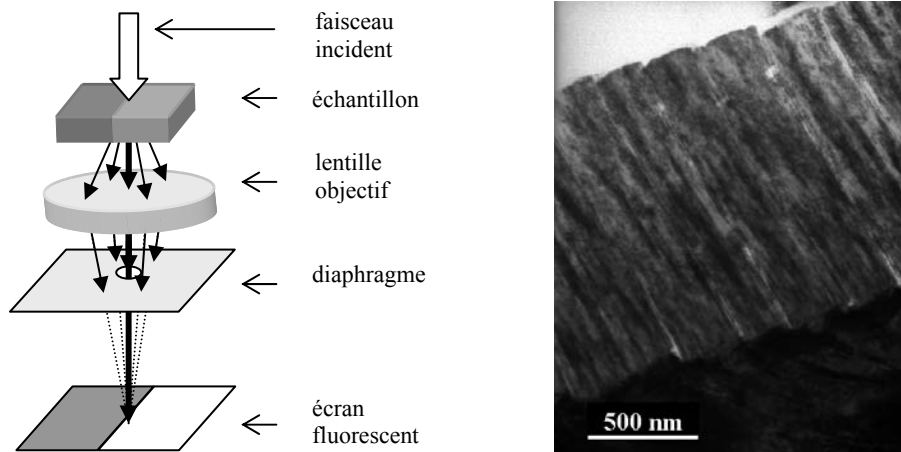 faisceau
incident
échantillon
lentille
objectif
diaphragme
écran
fluorescent
500 nm